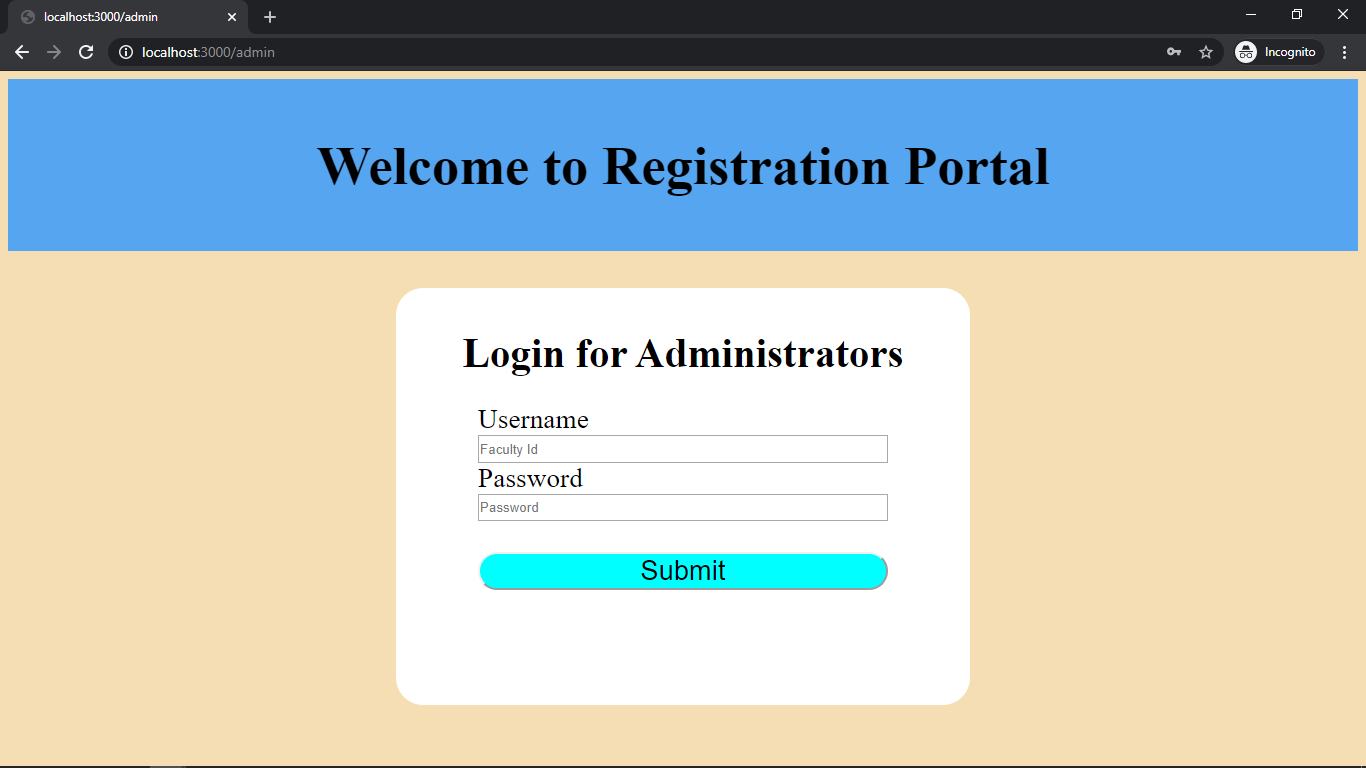 localhost:3000/admin
localhost:3000/admin
Incognito
Welcome to Registration Portal
Login for Administrators
Username
Faculty Id
Password
Password
Submit